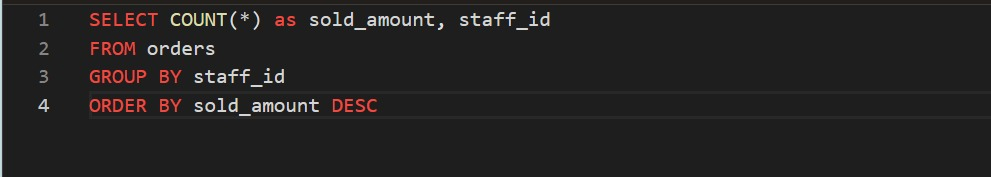 1 SELECT COUNT(*) as sold_amount, staff_id
2 FROM orders
3 GROUP BY staff_id
4 ORDER BY sold_amount DESC